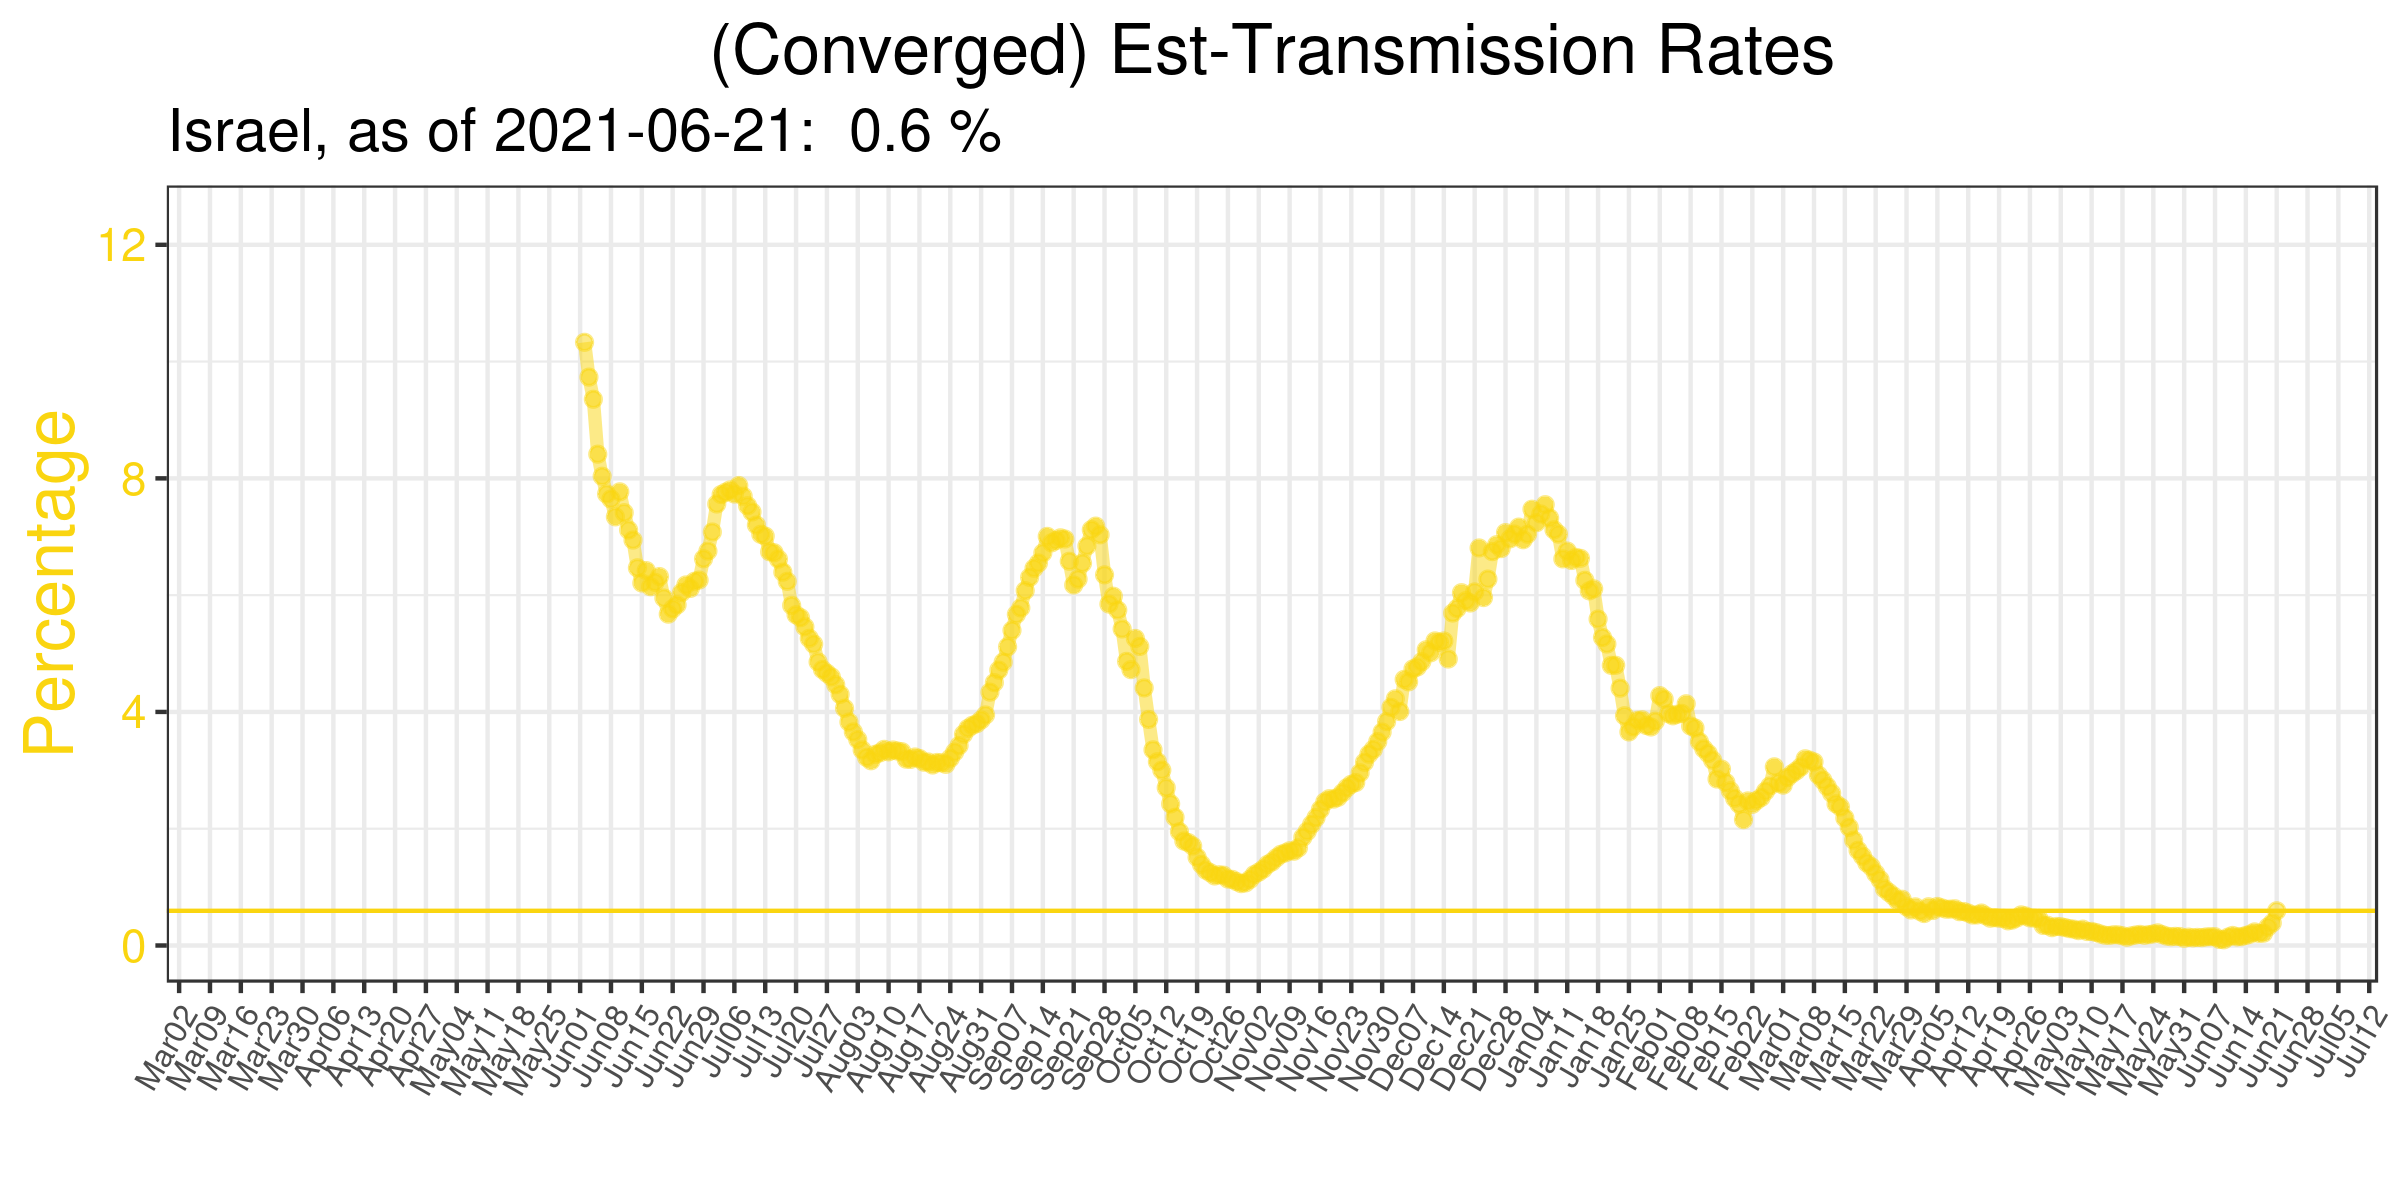 (Converged) Est-Transmission Rates
Israel, as of 2021-06-21:  0.6 %
Percentage
12
8
4
0
Mar02
Mar09
Mar16
Mar23
Mar30
Apr06
Apr13
Apr20
Apr27
May04
May11
May18
May25
Jun01
Jun08
Jun15
Jun22
Jun29
Jul06
Jul13
Jul20
Jul27
Aug03
Aug10
Aug17
Aug24
Aug31
Sep07
Sep14
Sep21
Sep28
Oct05
Oct12
Oct19
Oct26
Nov02
Nov09
Nov16
Nov23
Nov30
Dec07
Dec14
Dec21
Dec28
Jan04
Jan11
Jan18
Jan25
Feb01
Feb08
Feb15
Feb22
Mar01
Mar08
Mar15
Mar22
Mar29
Apr05
Apr12
Apr19
Apr26
May03
May10
May17
May24
May31
Jun07
Jun14
Jun21
Jun28
Jul05
Jul12